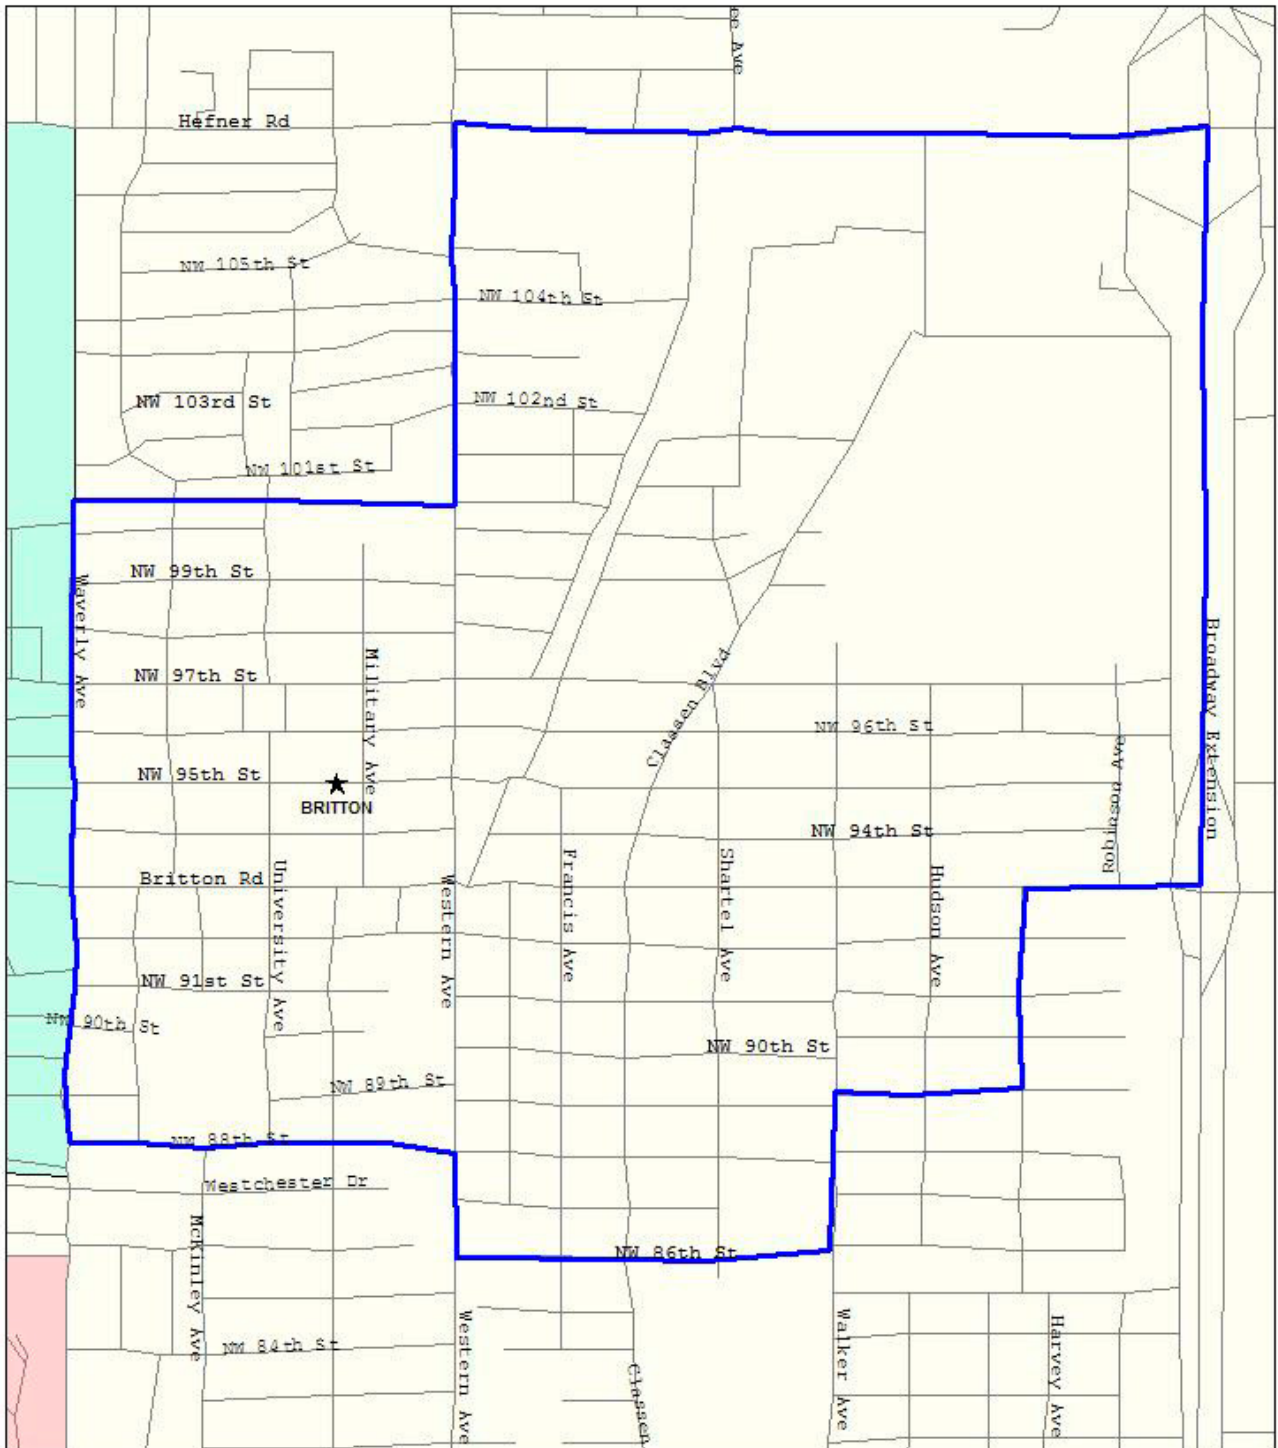 ee Ave
Hefner Rd
NW 105th St
NW 104th St
NW 103rd St
NW 102nd St
NW 101st St
NW 99th St
Waverly Ave
Military Ave
Broadway Extension
NW 97th St
Classen Blvd
NW 96th St
NW 95th St
Robinson Ave
BRITTON
NW 94th St
Britton Rd
University Ave
Western Ave
Francis Ave
Shartel Ave
Hudson Ave
NW 91st St
NW 90th St
NW 90th St
NW 89th St
NW 88th St
Westchester Dr
McKinley Ave
NW 86th St
Western Ave
Walker Ave
Harvey Ave
NW 84th St
Classen